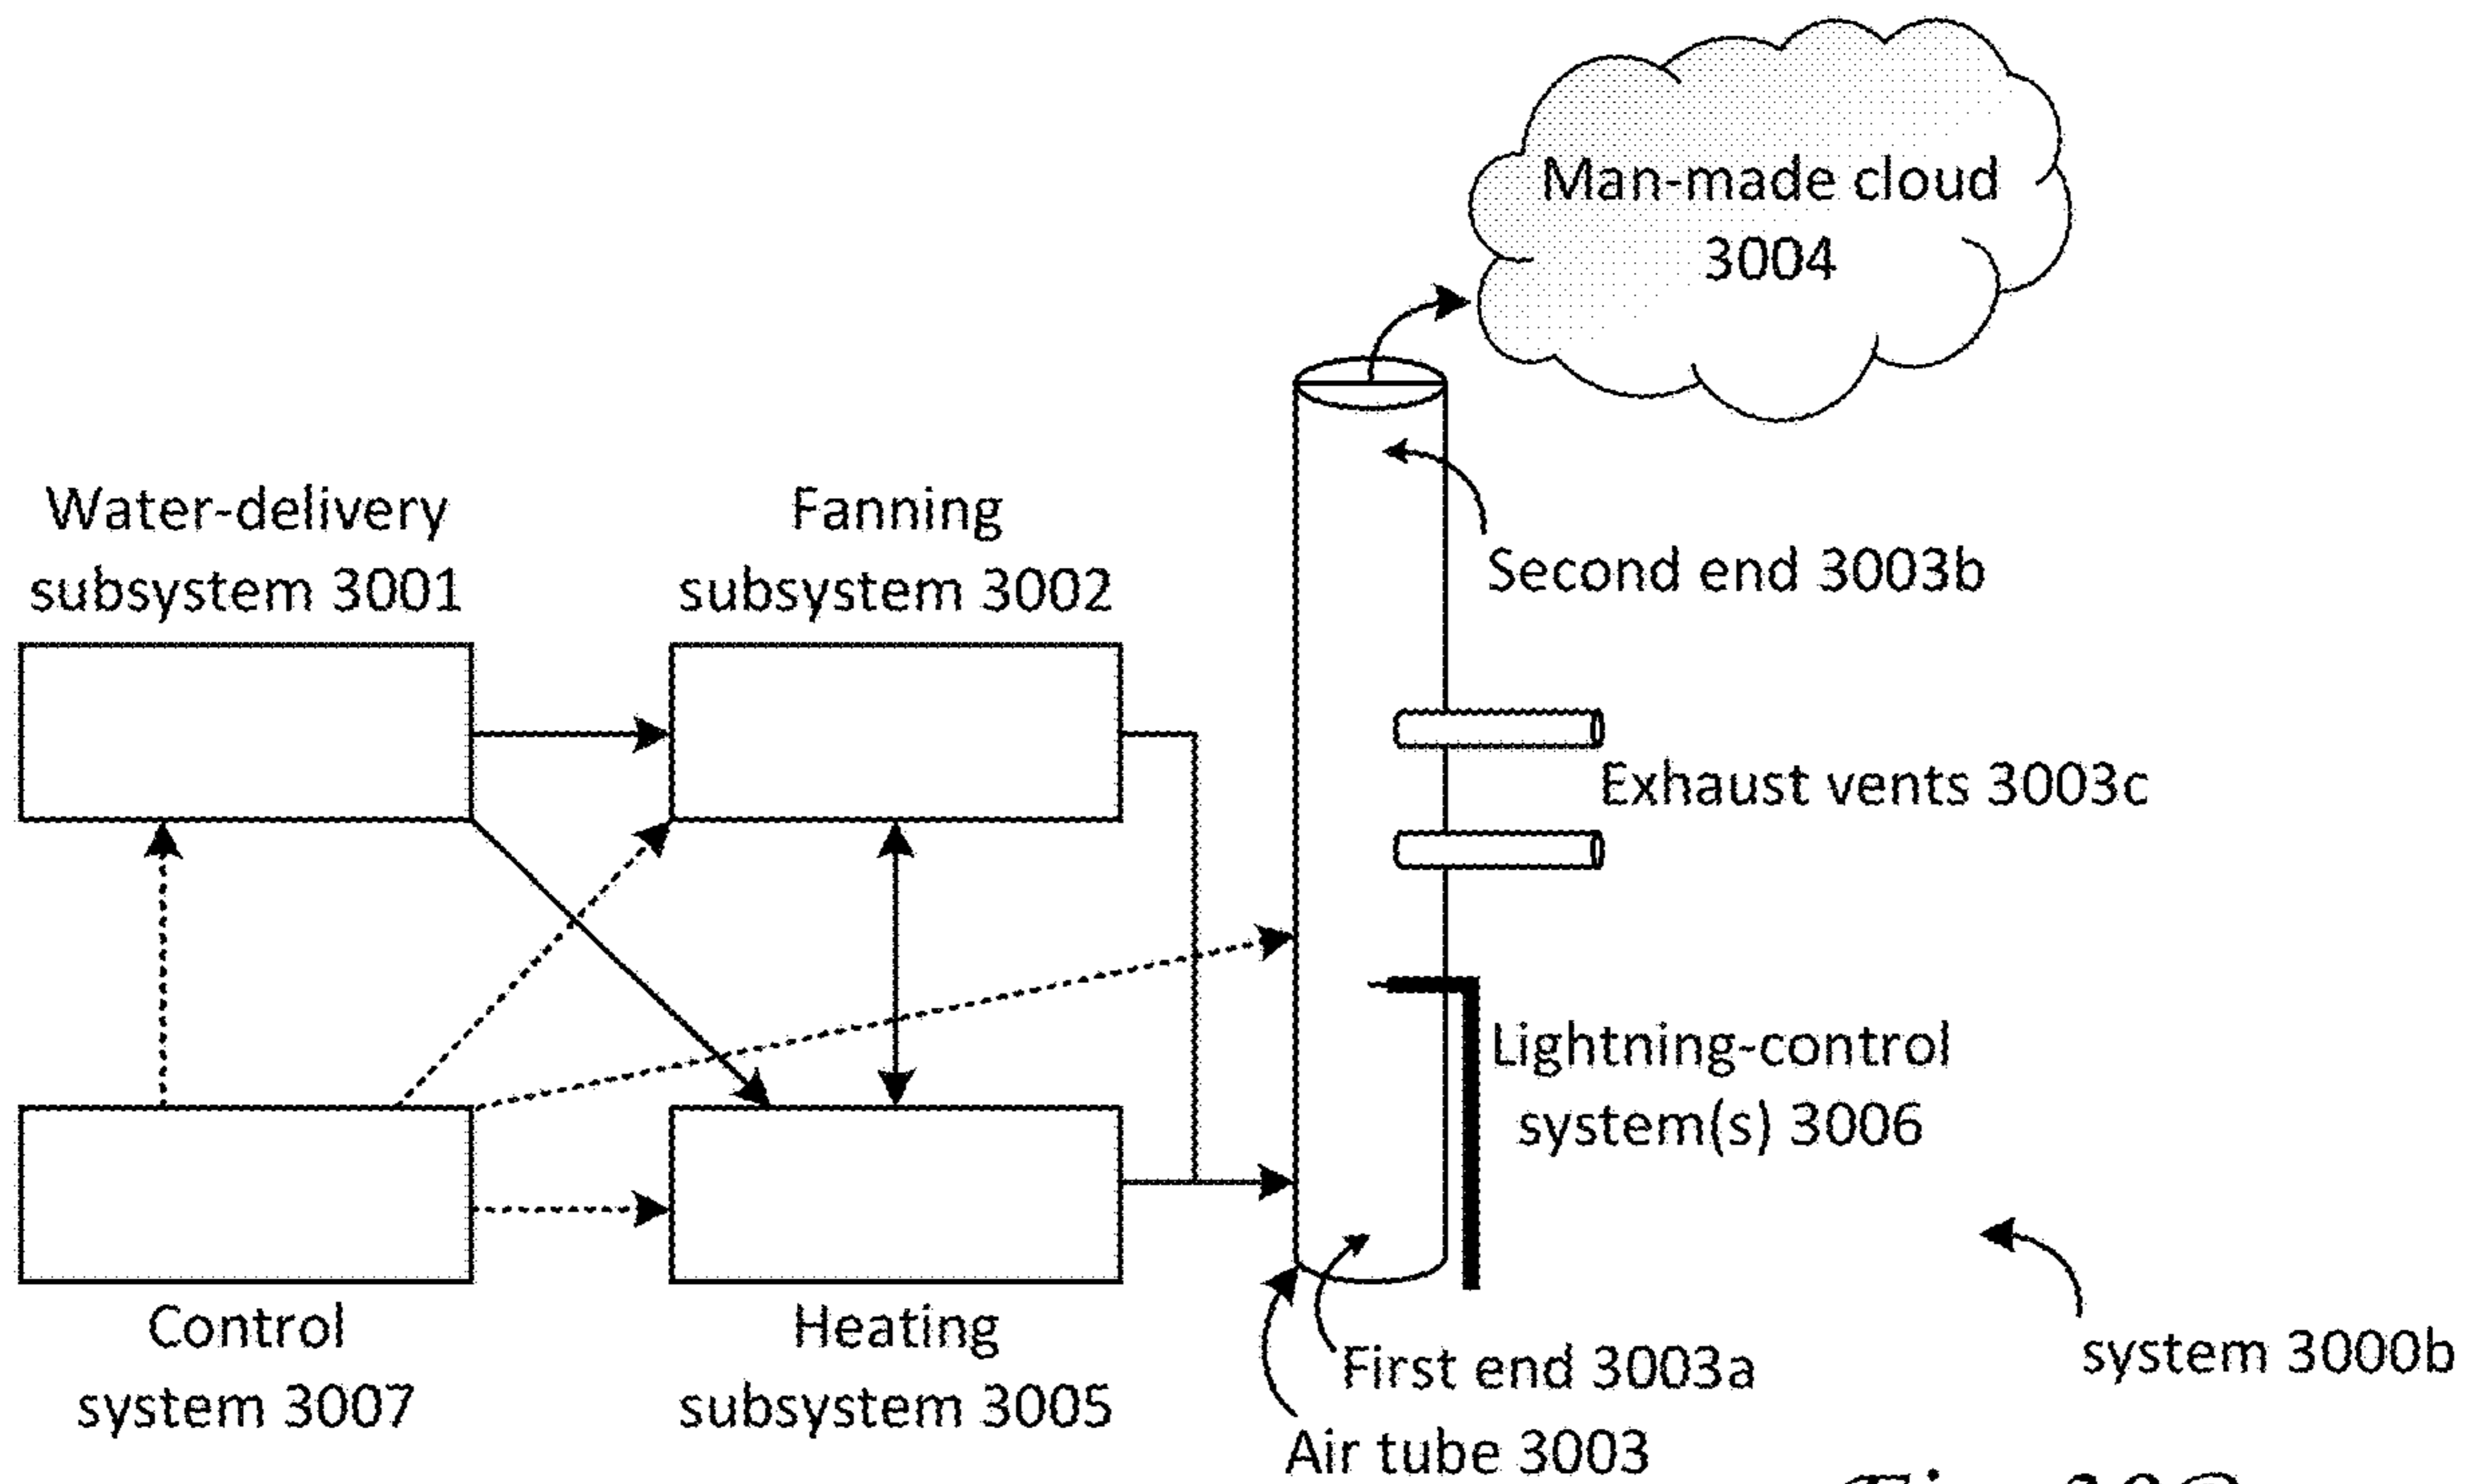 Man-made cloud
3004
Water-delivery
subsystem 3001
Fanning
subsystem 3002
Second end 3003b
Exhaust vents 3003c
Lightning-control
system(s) 3006
Control
system 3007
Heating
subsystem 3005
First end 3003a
Air tube 3003
system 3000b